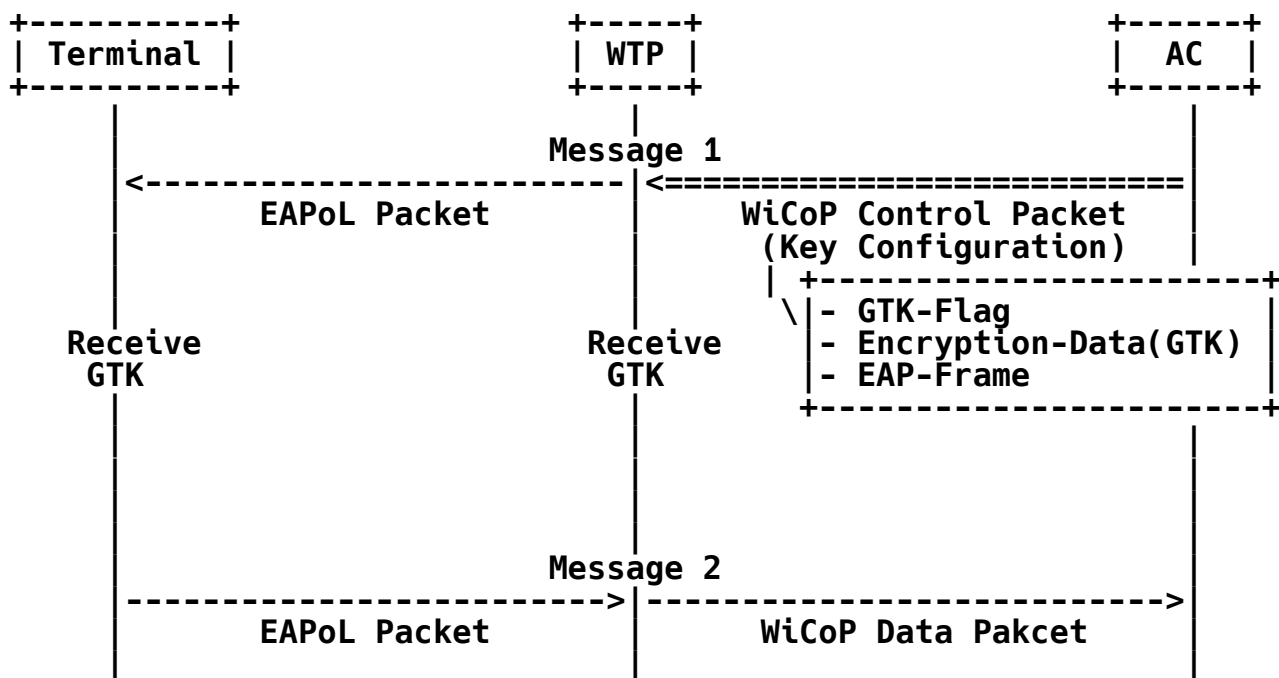 Terminal WTP AC
Message 1
EAPoL Packet WiCoP Control Packet
(Key Configuration)
- GTK-Flag
Receive Receive - Encryption-Data(GTK)
GTK GTK - EAP-Frame
Message 2
EAPoL Packet WiCoP Data Pakcet